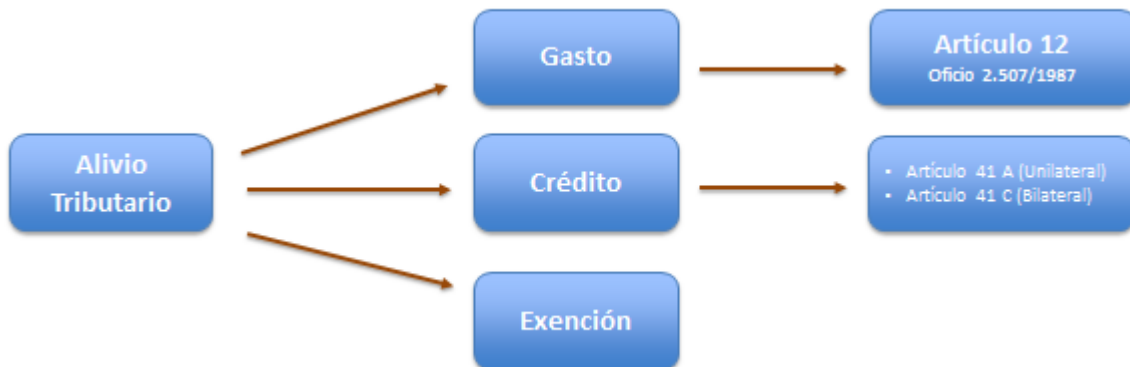 Alivio
Tributario
Gasto
Artículo 12
Oficio 2.507/1987
Crédito
• Artículo 41 A (Unilateral)
• Artículo 41 C (Bilateral)
Exención